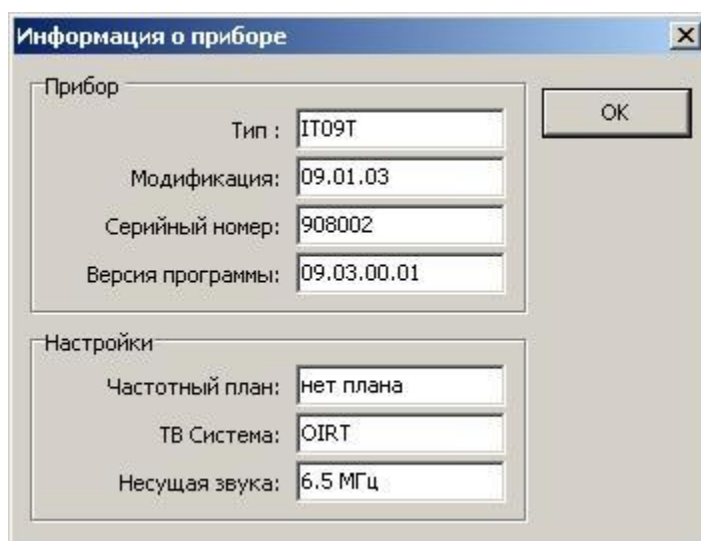 Информация о приборе
Прибор
OK
Тип : IT09T
Модификация: 09.01.03
Серийный номер: 908002
Версия программы: 09.03.00.01
Настройки
Частотный план: нет плана
ТВ Система: OIRT
Несущая звука: 6.5 МГц